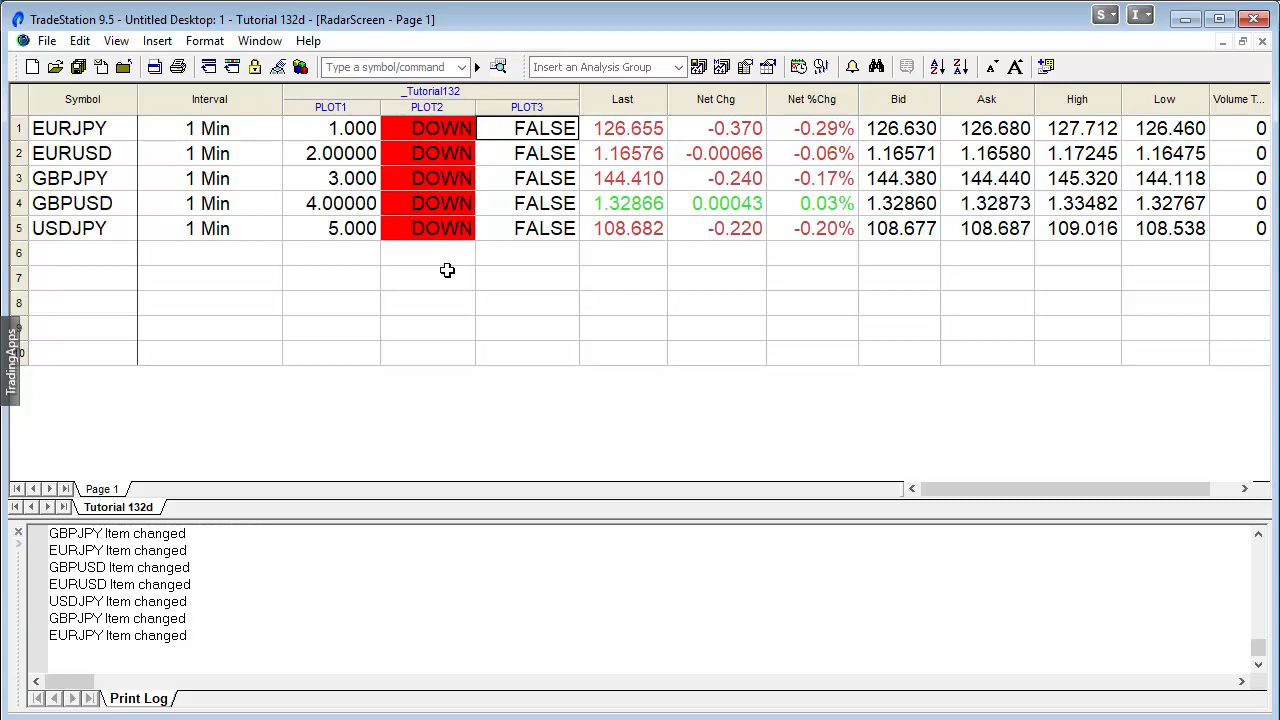 TradeStation 9.5 - Untitled Desktop: 1 - Tutorial 132d - [RadarScreen - Page 1]
S I
File Edit View Insert Format Window Help
Type a symbol/command Insert an Analysis Group
Symbol Interval _Tutorial132 Last Net Chg Net %Chg Bid Ask High Low Volume T...
PLOT1 PLOT2 PLOT3
1 EURJPY 1 Min 1.000 DOWN FALSE 126.655 -0.370 -0.29% 126.630 126.680 127.712 126.460 0
2 EURUSD 1 Min 2.00000 DOWN FALSE 1.16576 -0.00066 -0.06% 1.16571 1.16580 1.17245 1.16475 0
3 GBPJPY 1 Min 3.000 DOWN FALSE 144.410 -0.240 -0.17% 144.380 144.440 145.320 144.118 0
4 GBPUSD 1 Min 4.00000 DOWN FALSE 1.32866 0.00043 0.03% 1.32860 1.32873 1.33482 1.32767 0
5 USDJPY 1 Min 5.000 DOWN FALSE 108.682 -0.220 -0.20% 108.677 108.687 109.016 108.538 0
6
7
8
9
10
TradingApps
Page 1
Tutorial 132d
GBPJPY Item changed
EURJPY Item changed
GBPUSD Item changed
EURUSD Item changed
USDJPY Item changed
GBPJPY Item changed
EURJPY Item changed
Print Log